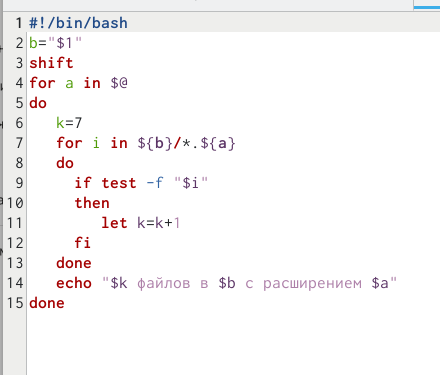 1 #!/bin/bash
2 b="$1"
3 shift
4 for a in $@
5 do
6 k=7
7 for i in ${b}/*.${a}
8 do
9 if test -f "$i"
10 then
11 let k=k+1
12 fi
13 done
14 echo "$k файлов в $b с расширением $a"
15 done